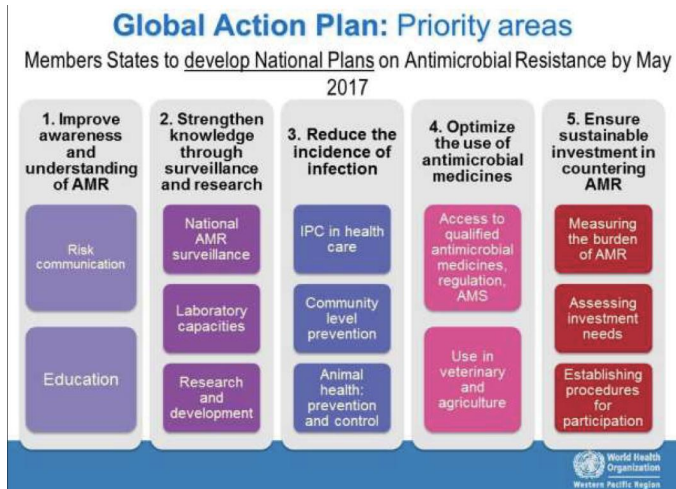 Global Action Plan: Priority areas
Members States to develop National Plans on Antimicrobial Resistance by May
2017
1. Improve
awareness
and
understanding
of AMR
Risk
communication
Education
2. Strengthen
knowledge
through
surveillance
and research
National
AMR
surveillance
Laboratory
capacities
Research
and
development
3. Reduce the
incidence of
infection
IPC in health
care
Community
level
prevention
Animal
health:
prevention
and control
4. Optimize
the use of
antimicrobial
medicines
Access to
qualified
antimicrobial
medicines,
regulation,
AMS
Use in
veterinary
and
agriculture
5. Ensure
sustainable
investment in
countering
AMR
Measuring
the burden
of AMR
Assessing
investment
needs
Establishing
procedures
for
participation
World Health
Organization
Western Pacific Region